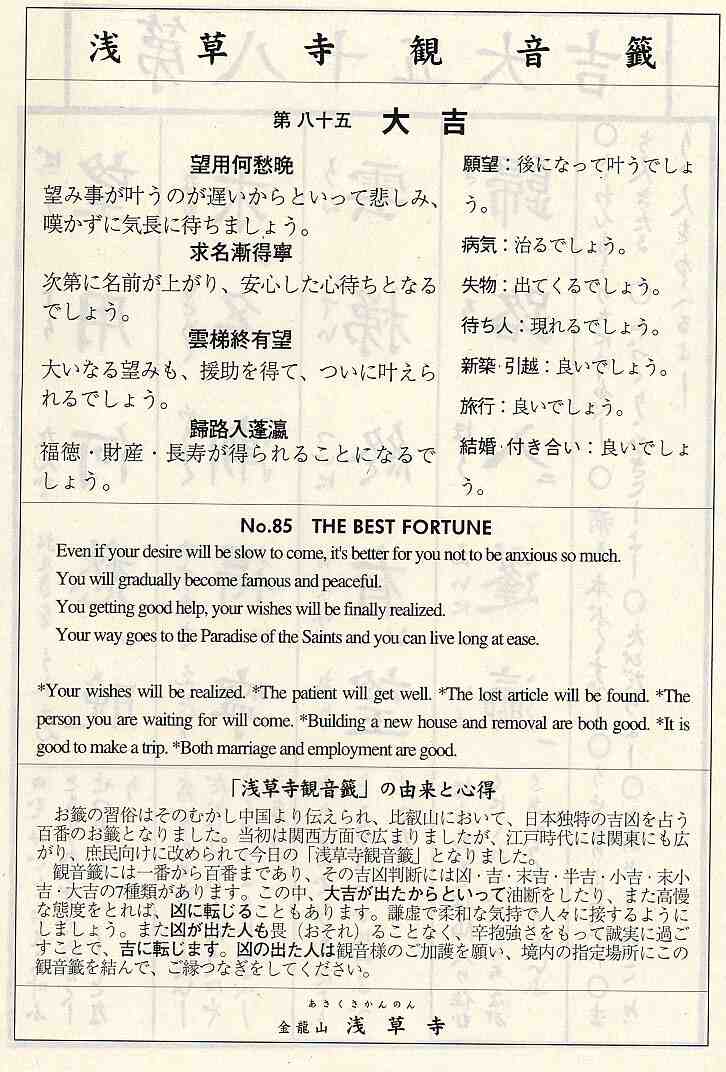 浅草寺観音籤
第八十五 大吉
望用何愁晩
望み事が叶うのが遅いからといって悲しみ、
嘆かずに気長に待ちましょう。
求名漸得寧
次第に名前が上がり、安心した心待ちとなる
でしょう。
雲梯終有望
大いなる望みも、援助を得て、ついに叶えら
れるでしょう。
歸路入蓬瀛
福徳・財産・長寿が得られることになるで
しょう。
願望：後になって叶うでしょ
う。
病気：治るでしょう。
失物：出てくるでしょう。
待ち人：現れるでしょう。
新築・引越：良いでしょう。
旅行：良いでしょう。
結婚・付き合い：良いでしょ
う。
No.85 THE BEST FORTUNE
Even if your desire will be slow to come, it's better for you not to be anxious so much.
You will gradually become famous and peaceful.
You getting good help, your wishes will be finally realized.
Your way goes to the Paradise of the Saints and you can live long at ease.
*Your wishes will be realized. *The patient will get well. *The lost article will be found. *The
person you are waiting for will come. *Building a new house and removal are both good. *It is
good to make a trip. *Both marriage and employment are good.
「浅草寺観音籤」の由来と心得
お籤の習俗はそのむかし中国より伝えられ、比叡山において、日本独特の吉凶を占う
百番のお籤となりました。当初は関西方面で広まりましたが、江戸時代には関東にも広
がり、庶民向けに改められて今日の「浅草寺観音籤」となりました。
観音籤には一番から百番まであり、その吉凶判断には凶・吉・末吉・半吉・小吉・末小
吉・大吉の7種類があります。この中、大吉が出たからといって油断をしたり、また高慢
な態度をとれば、凶に転じることもあります。謙虚で柔和な気持で人々に接するように
しましょう。また凶が出た人も畏（おそれ）ることなく、辛抱強さをもって誠実に過ご
すことで、吉に転じます。凶の出た人は観音様のご加護を願い、境内の指定場所にこの
観音籤を結んで、ご縁つなぎをしてください。
あさくさかんのん
金龍山 浅草寺